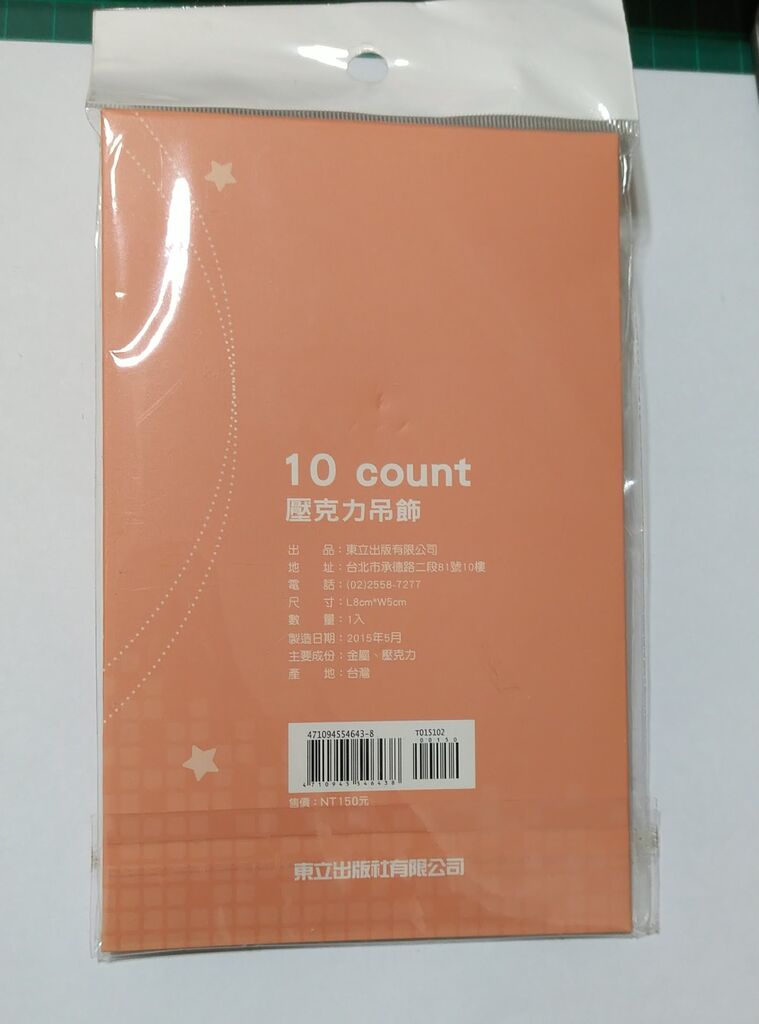 10 count
壓克力吊飾
出　品：東立出版有限公司
地　址：台北市承德路二段81號10樓
電　話：(02)2558-7277
尺　寸：L8cm*W5cm
數　量：1入
製造日期：2015年5月
主要成份：金屬、壓克力
產　地：台灣
471094554643-8
T015102
00150
4710945546438
售價：NT150元
東立出版社有限公司